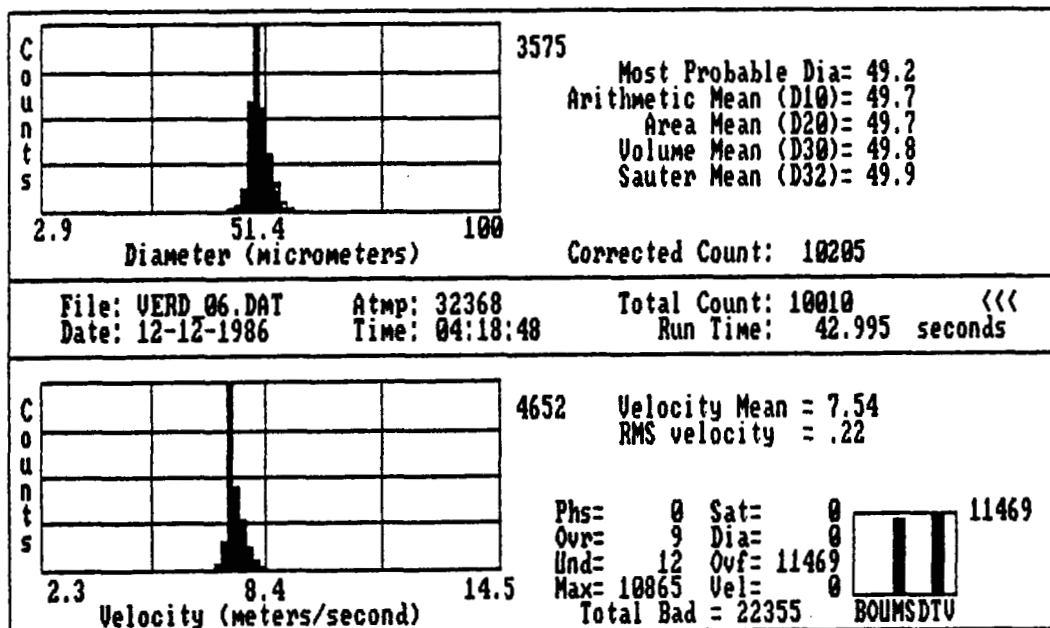 Counts
3575
Most Probable Dia= 49.2
Arithmetic Mean (D10)= 49.7
Area Mean (D20)= 49.7
Volume Mean (D30)= 49.8
Sauter Mean (D32)= 49.9
2.9 51.4 100
Diameter (micrometers)
Corrected Count: 10205
File: VERD_06.DAT Atmp: 32368 Total Count: 10010 <<<
Date: 12-12-1986 Time: 04:18:48 Run Time: 42.995 seconds
Counts
4652
Velocity Mean = 7.54
RMS velocity = .22
2.3 8.4 14.5
Velocity (meters/second)
Phs= 0 Sat= 0
Ovr= 9 Dia= 0
Und= 12 Ovf= 11469
Max= 10865 Vel= 0
Total Bad = 22355
11469
BOUMSDTV